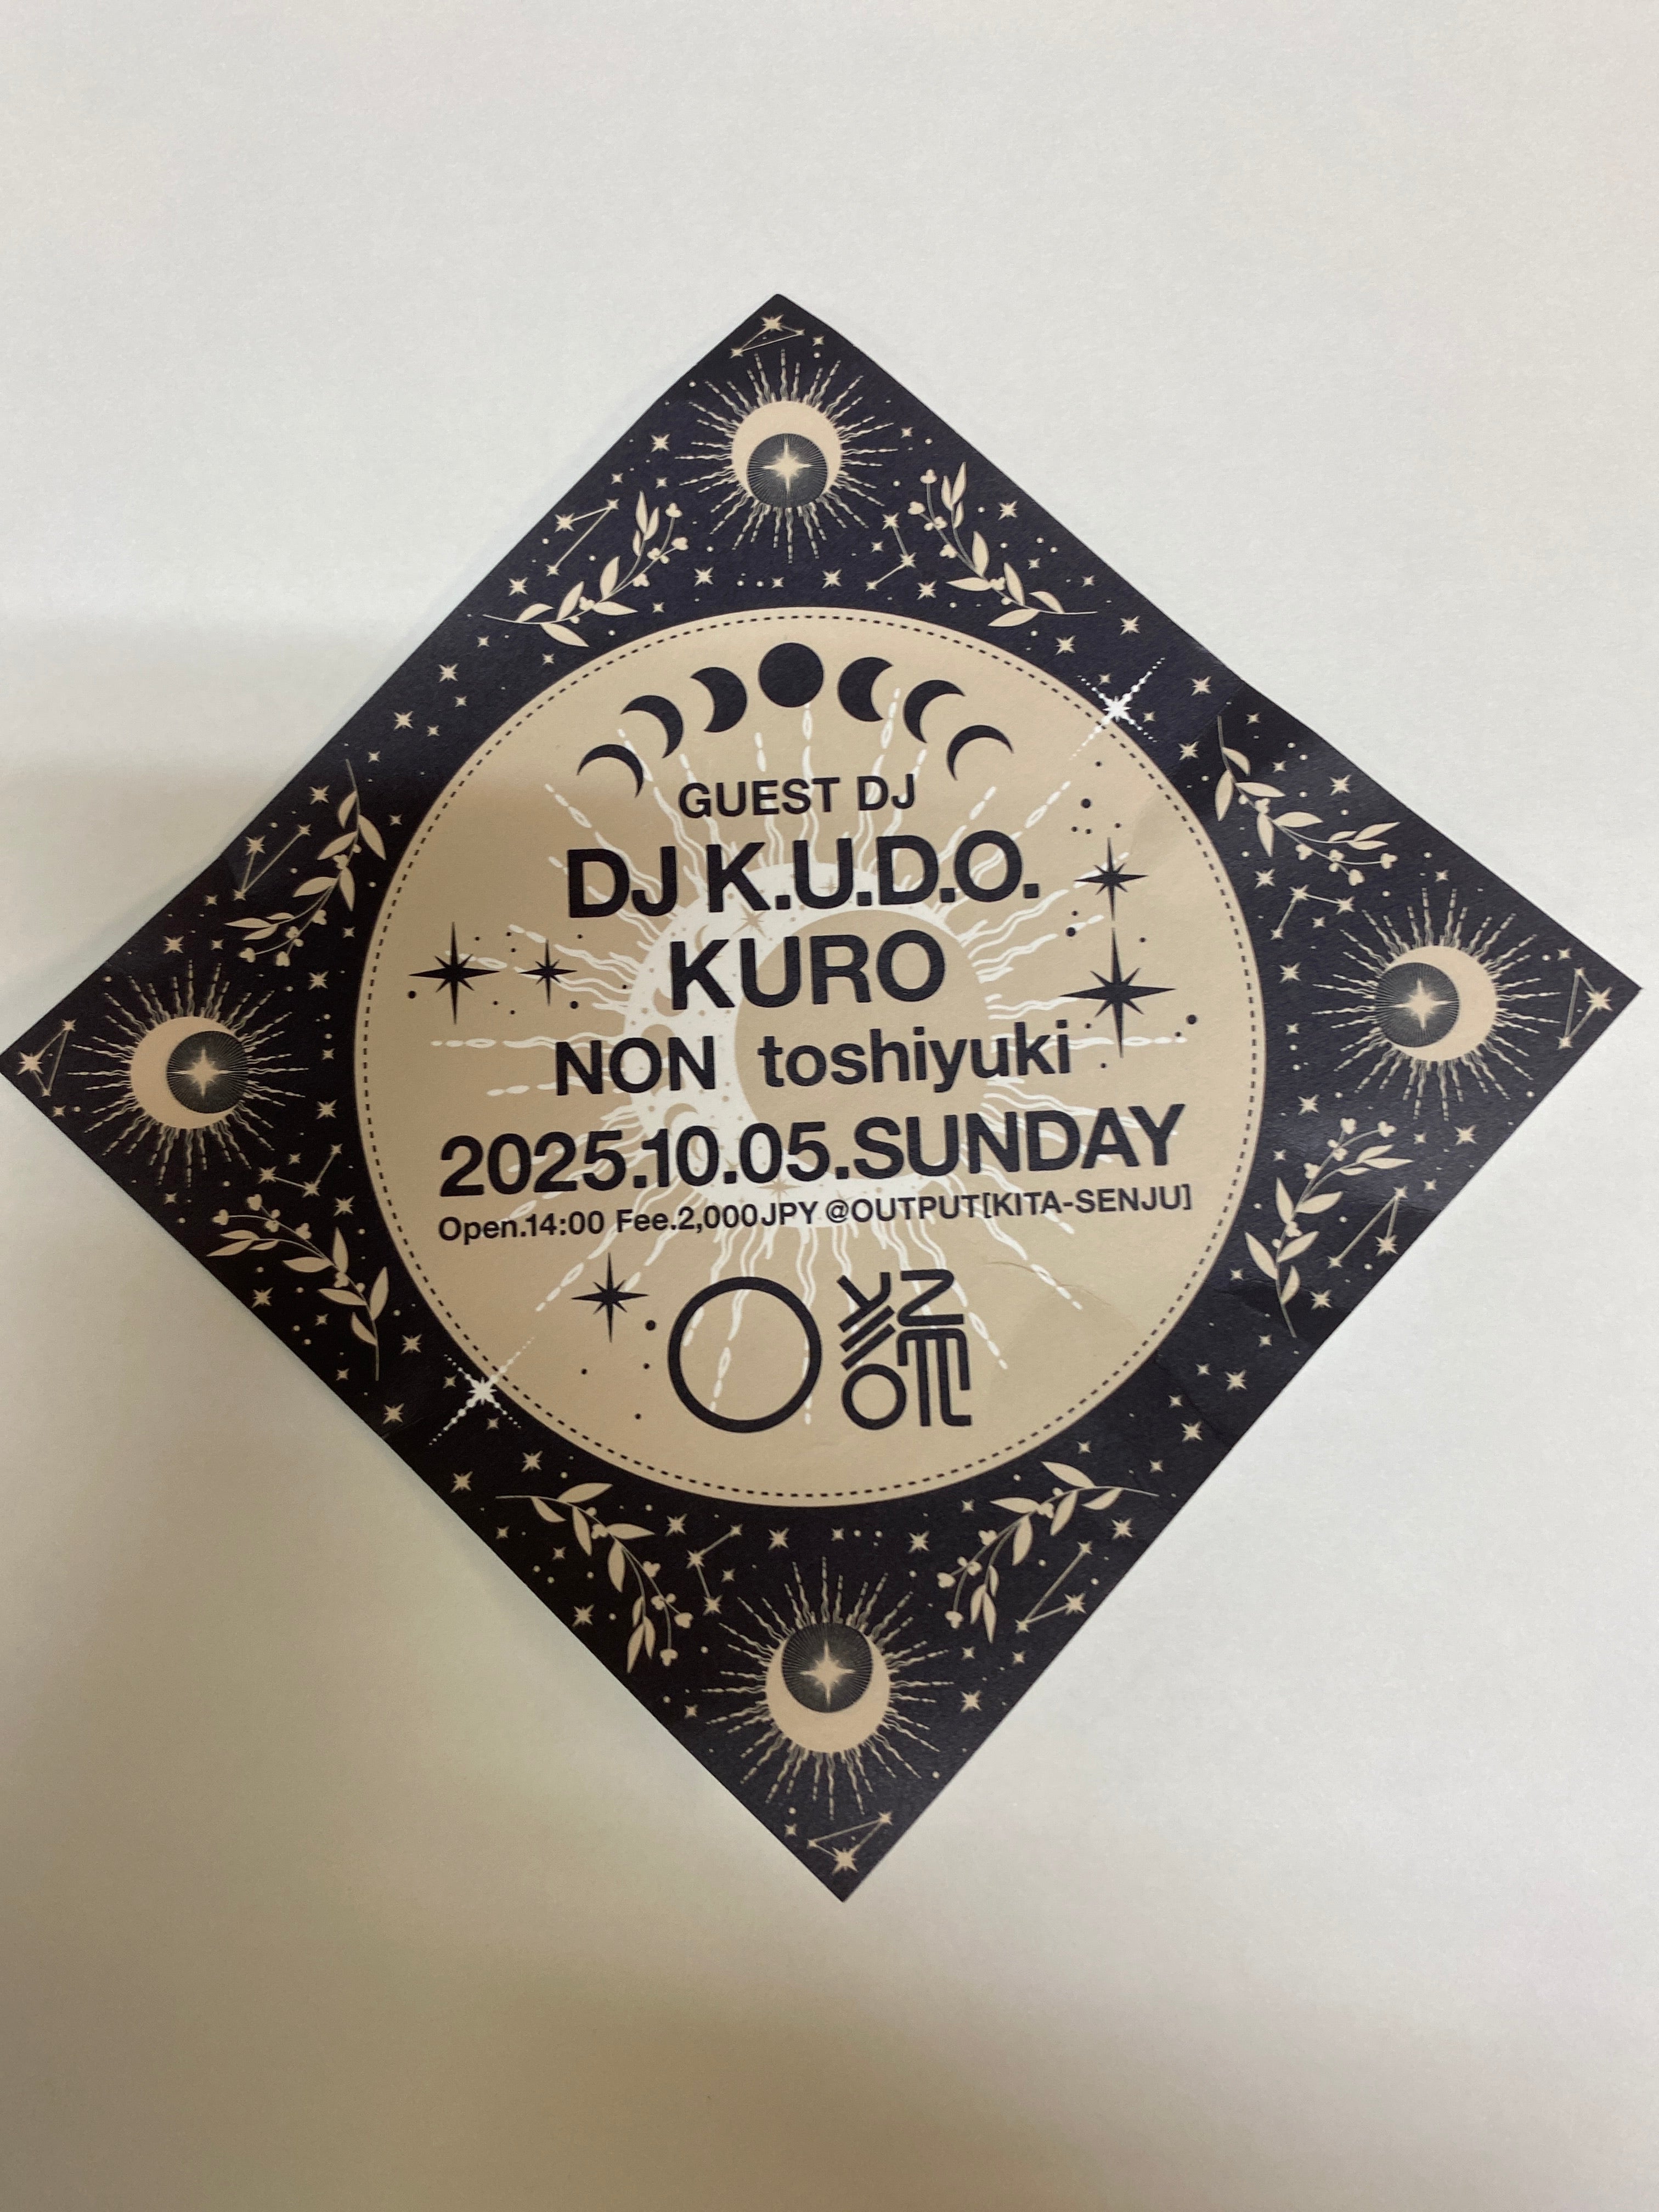 GUEST DJ
DJ K.U.D.O.
KURO
NON toshiyuki
2025.10.05.SUNDAY
Open.14:00 Fee.2,000JPY @OUTPUT[KITA-SENJU]